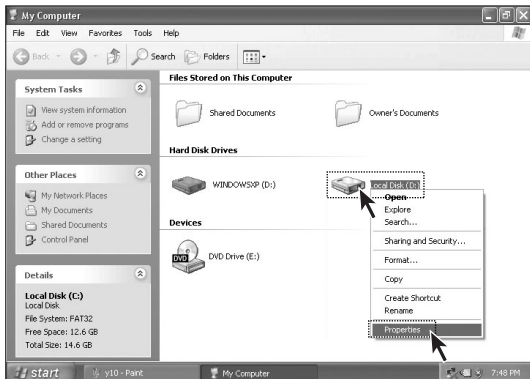 My Computer
File Edit View Favorites Tools Help
Back Search Folders
System Tasks
View system information
Add or remove programs
Change a setting
Other Places
My Network Places
My Documents
Shared Documents
Control Panel
Details
Local Disk (C:)
Local Disk
File System: FAT32
Free Space: 12.6 GB
Total Size: 14.6 GB
Files Stored on This Computer
Shared Documents
Owner's Documents
Hard Disk Drives
WINDOWSXP (D:)
Local Disk (D:)
Devices
DVD
DVD Drive (E:)
Open
Explore
Search...
Sharing and Security...
Format...
Copy
Create Shortcut
Rename
Properties
start
y10 - Paint
My Computer
7:48 PM